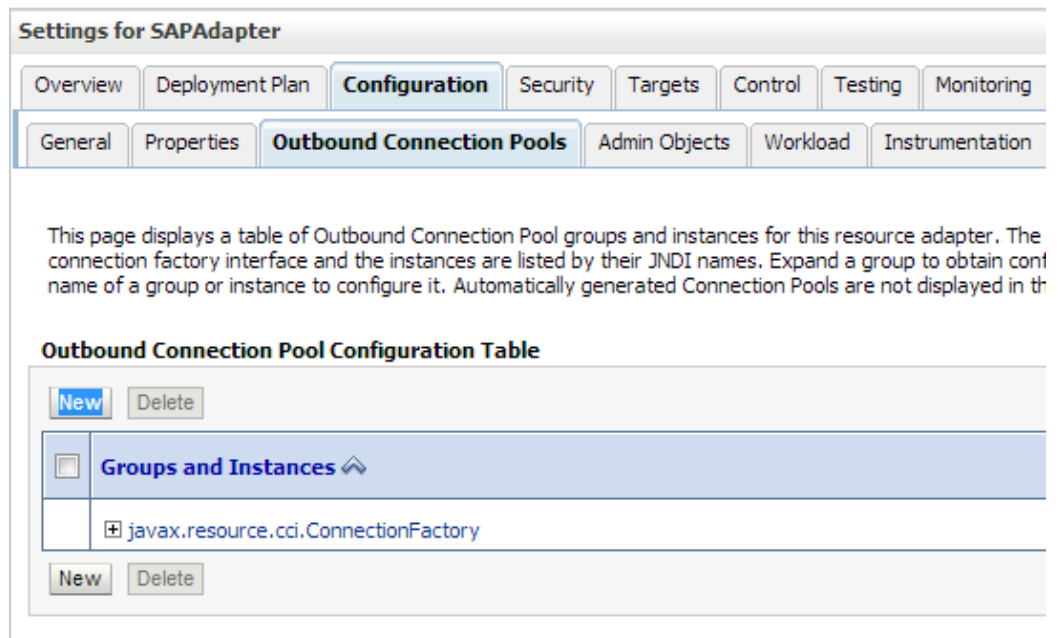 Settings for SAPAdapter
Overview Deployment Plan Configuration Security Targets Control Testing Monitoring
General Properties Outbound Connection Pools Admin Objects Workload Instrumentation
This page displays a table of Outbound Connection Pool groups and instances for this resource adapter. The
connection factory interface and the instances are listed by their JNDI names. Expand a group to obtain
name of a group or instance to configure it. Automatically generated Connection Pools are not displayed in
Outbound Connection Pool Configuration Table
New Delete
Groups and Instances
javax.resource.cci.ConnectionFactory
New Delete